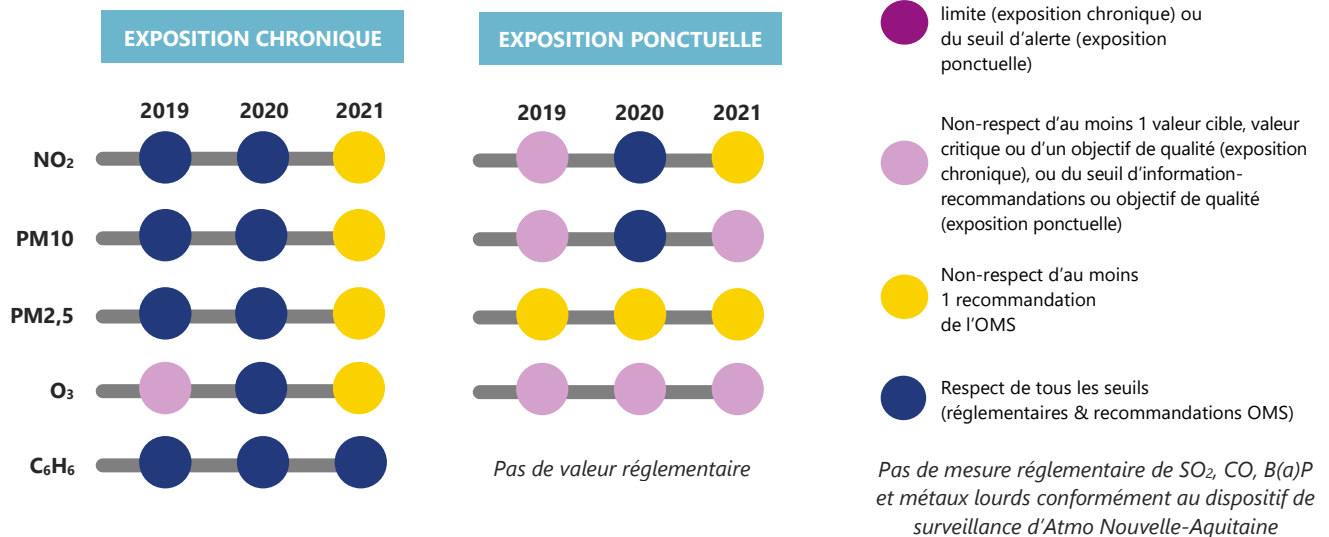 EXPOSITION CHRONIQUE
2019 2020 2021
NO₂
PM10
PM2,5
O₃
C₆H₆
EXPOSITION PONCTUELLE
2019 2020 2021
Pas de valeur réglementaire
limite (exposition chronique) ou
du seuil d’alerte (exposition
ponctuelle)
Non-respect d’au moins 1 valeur cible, valeur
critique ou d’un objectif de qualité (exposition
chronique), ou du seuil d’information-
recommandations ou objectif de qualité
(exposition ponctuelle)
Non-respect d’au moins
1 recommandation
de l’OMS
Respect de tous les seuils
(réglementaires & recommandations OMS)
Pas de mesure réglementaire de SO₂, CO, B(a)P
et métaux lourds conformément au dispositif de
surveillance d’Atmo Nouvelle-Aquitaine